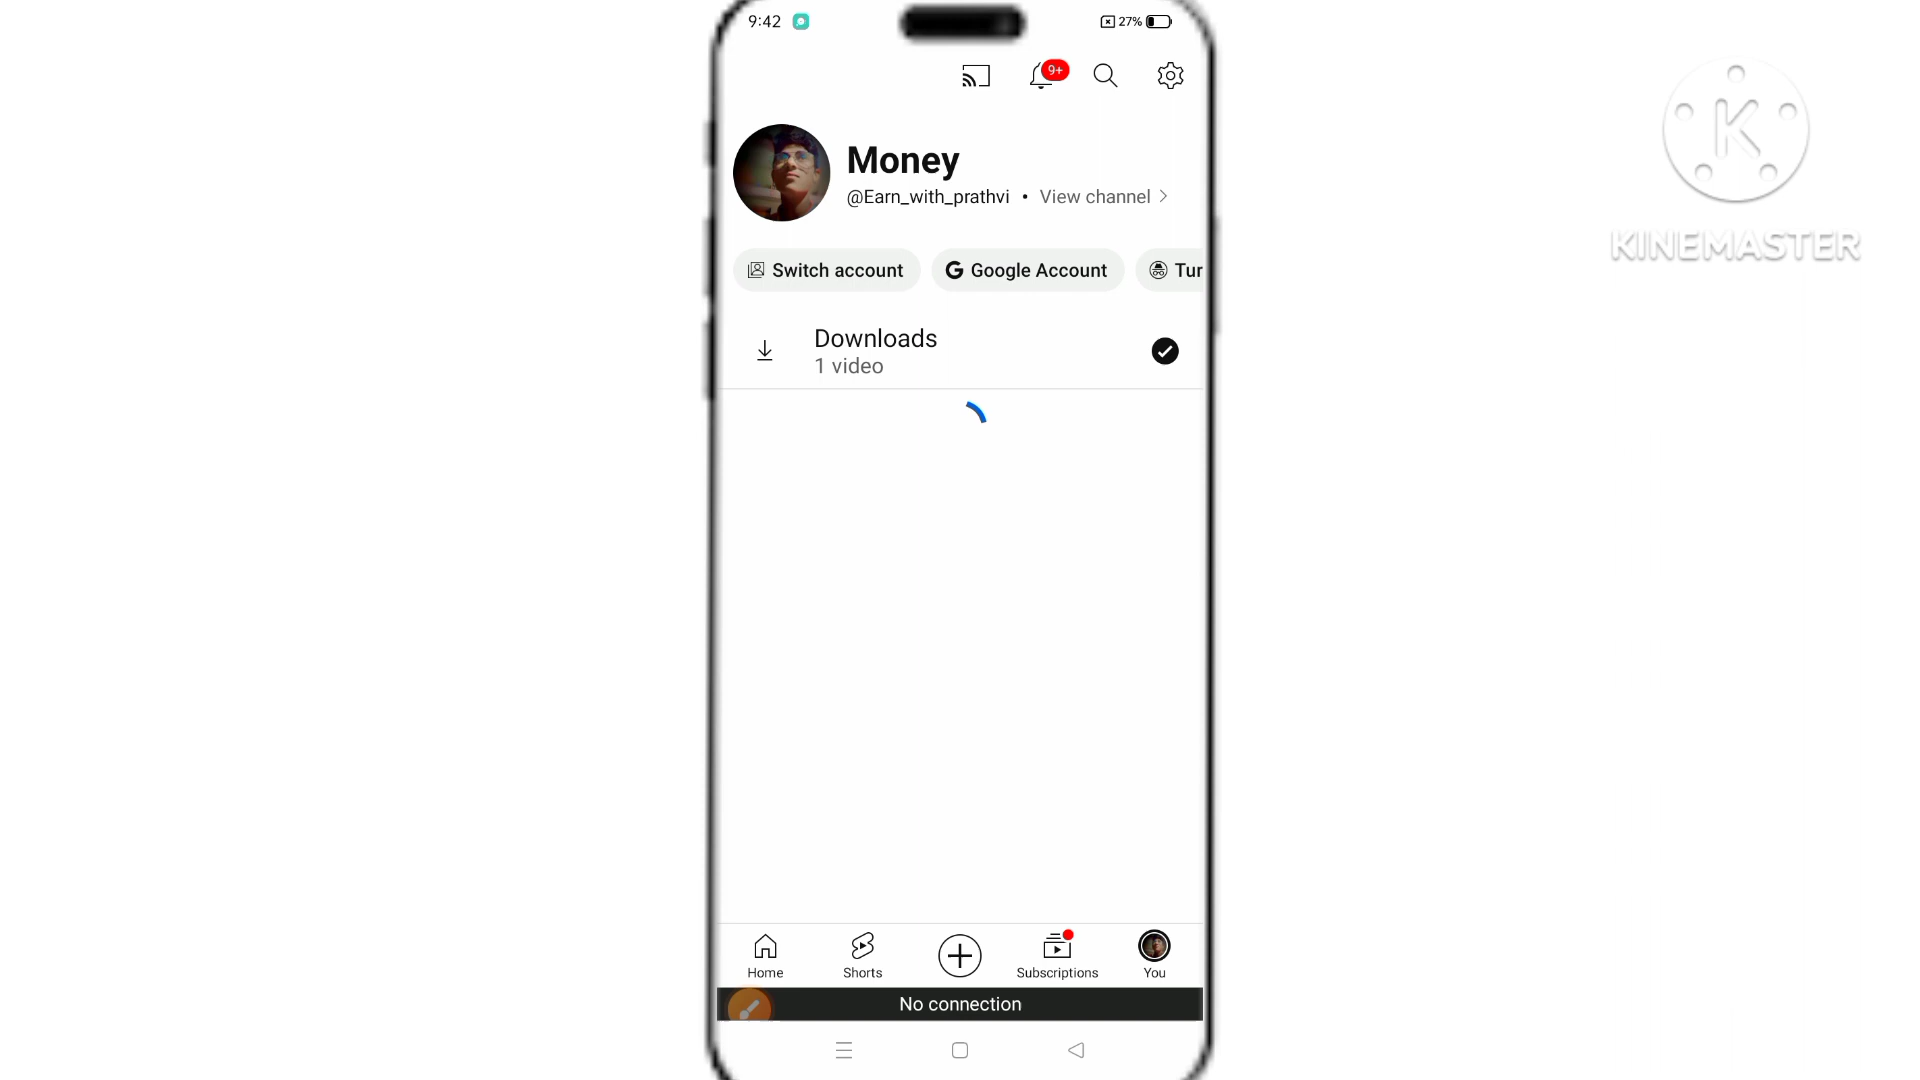 9:42
27%
9+
Money
@Earn_with_prathvi • View channel
Switch account
Google Account
Tur
Downloads
1 video
Home
Shorts
Subscriptions
You
No connection
K
KINEMASTER